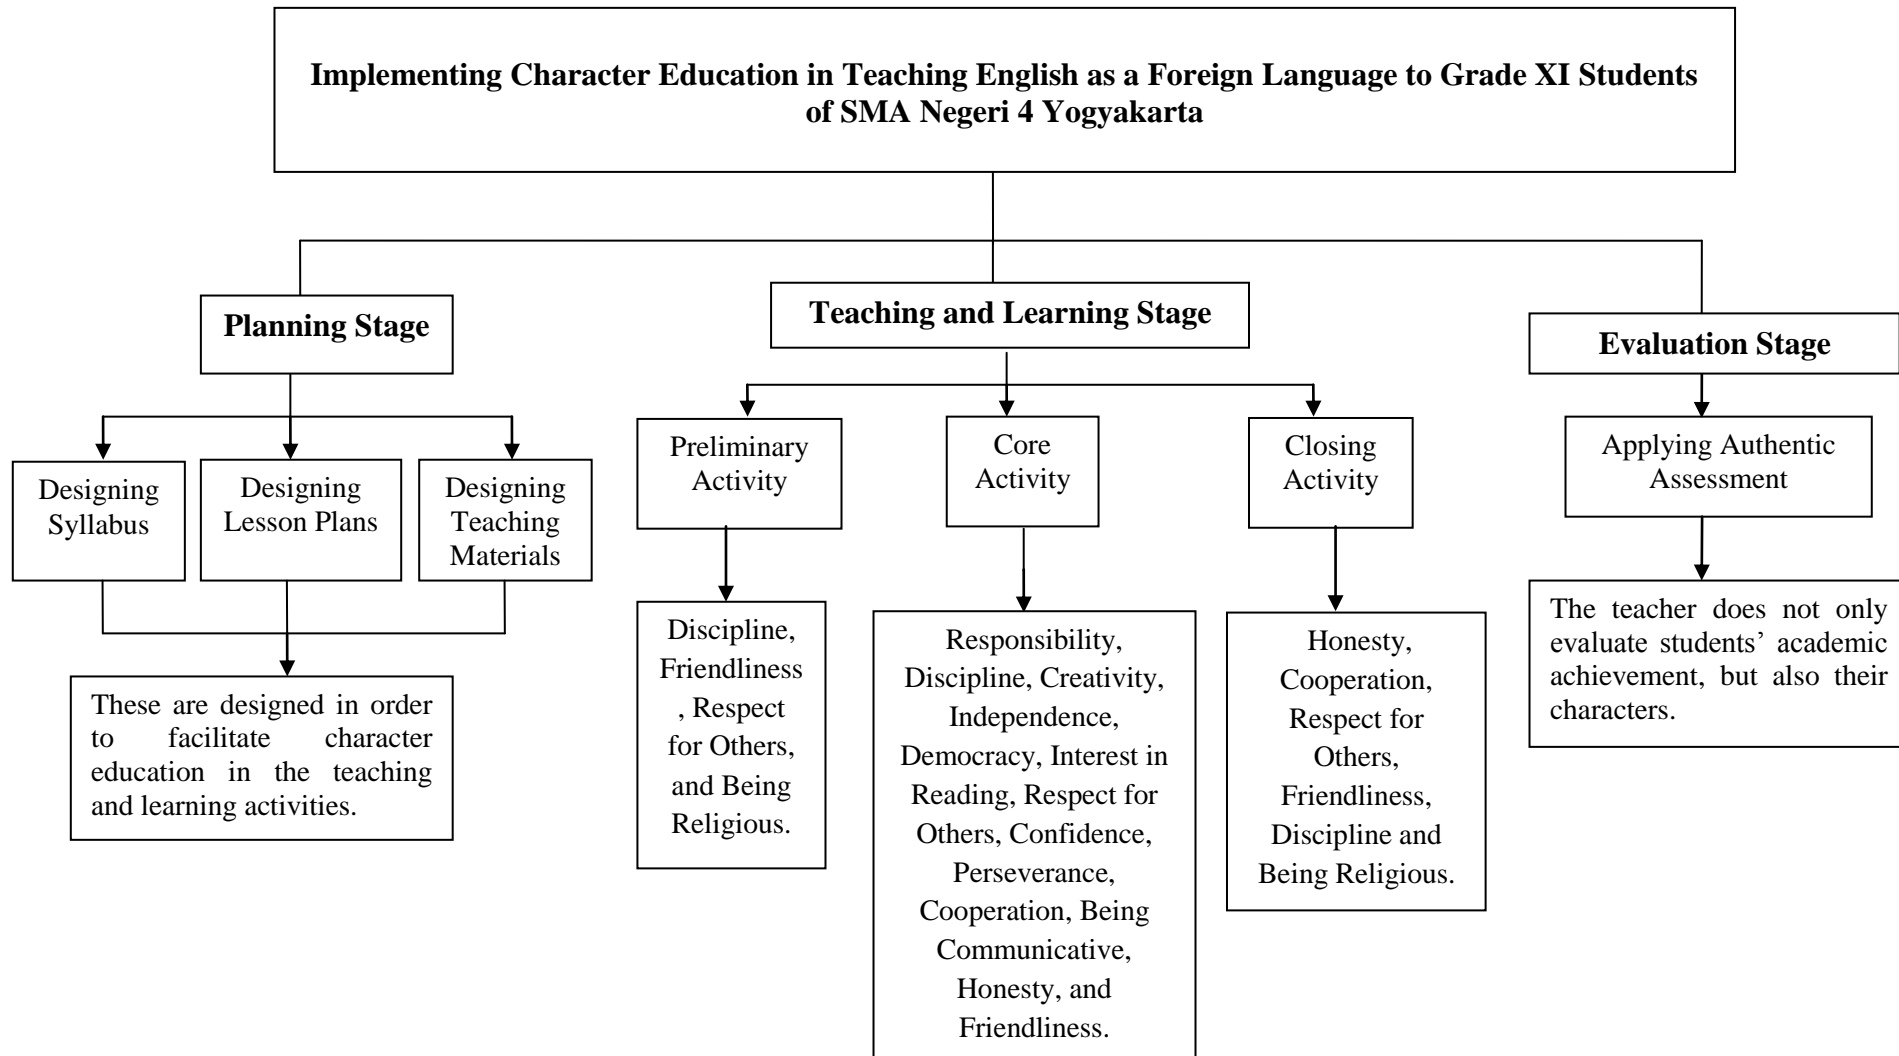 Implementing Character Education in Teaching English as a Foreign Language to Grade XI Students
of SMA Negeri 4 Yogyakarta
Planning Stage
Teaching and Learning Stage
Evaluation Stage
Designing
Syllabus
Designing
Lesson Plans
Designing
Teaching
Materials
These are designed in order
to facilitate character
education in the teaching
and learning activities.
Preliminary
Activity
Core
Activity
Closing
Activity
Discipline,
Friendliness
, Respect
for Others,
and Being
Religious.
Responsibility,
Discipline, Creativity,
Independence,
Democracy, Interest in
Reading, Respect for
Others, Confidence,
Perseverance,
Cooperation, Being
Communicative,
Honesty, and
Friendliness.
Honesty,
Cooperation,
Respect for
Others,
Friendliness,
Discipline and
Being Religious.
Applying Authentic
Assessment
The teacher does not only
evaluate students’ academic
achievement, but also their
characters.